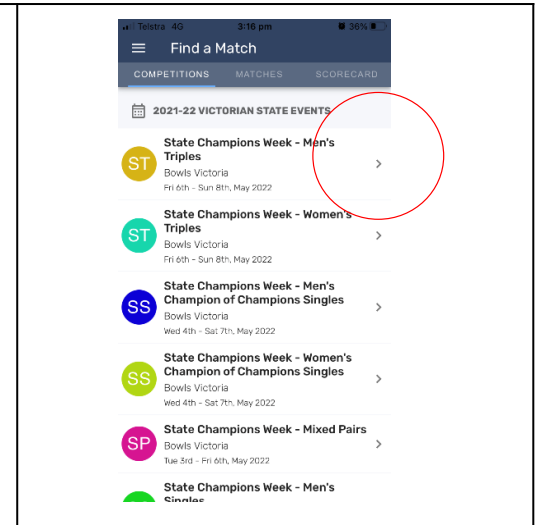 Telstra 4G 3:16 pm 36%
Find a Match
COMPETITIONS MATCHES SCORECARD
2021-22 VICTORIAN STATE EVENTS
ST
State Champions Week - Men's
Triples
Bowls Victoria
Fri 6th - Sun 8th, May 2022
ST
State Champions Week - Women's
Triples
Bowls Victoria
Fri 6th - Sun 8th, May 2022
SS
State Champions Week - Men's
Champion of Champions Singles
Bowls Victoria
Wed 4th - Sat 7th, May 2022
SS
State Champions Week - Women's
Champion of Champions Singles
Bowls Victoria
Wed 4th - Sat 7th, May 2022
SP
State Champions Week - Mixed Pairs
Bowls Victoria
Tue 3rd - Fri 6th, May 2022
State Champions Week - Men's
Singles